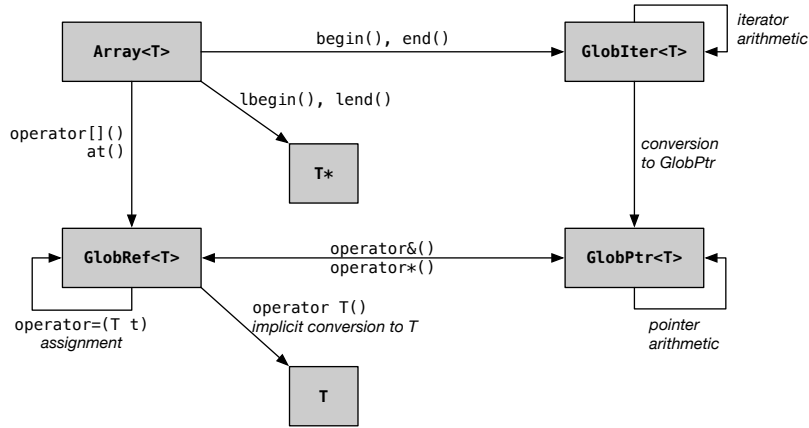 iterator
arithmetic
begin(), end()
Array<T>
GlobIter<T>
lbegin(), lend()
operator[]()
at()
conversion
to GlobPtr
T*
operator&()
GlobRef<T>
GlobPtr<T>
operator*()
operator T()
implicit conversion to T
operator=(T t)
assignment
pointer
arithmetic
T